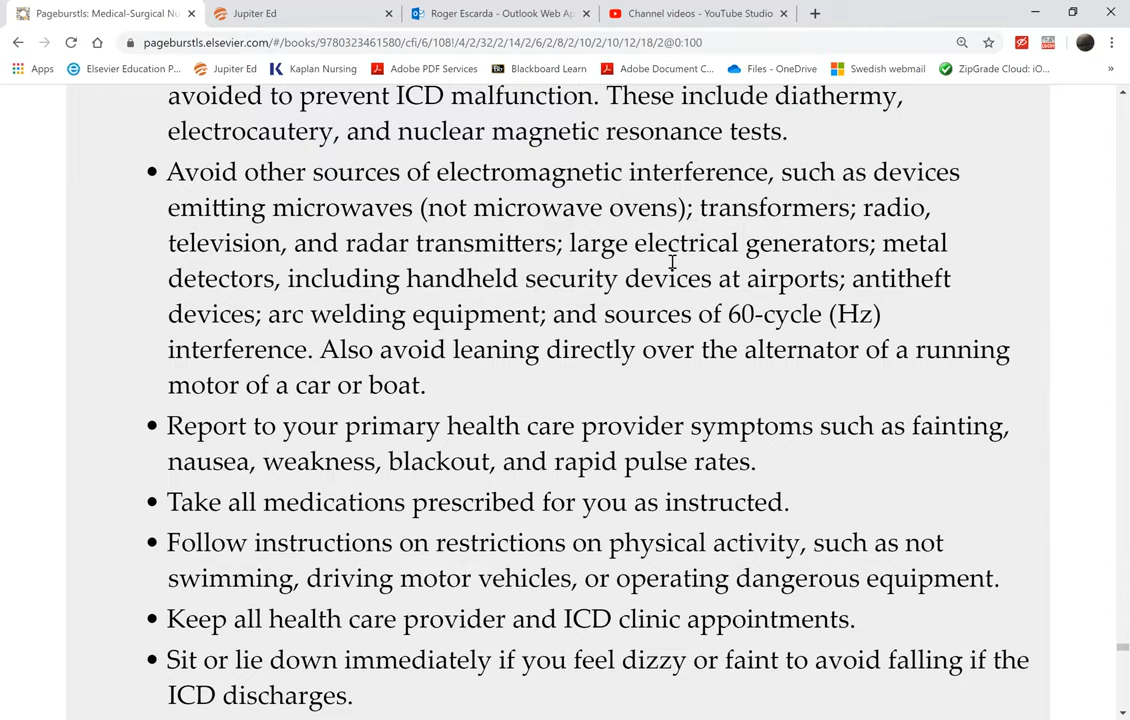 Pageburstls: Medical-Surgical Nu
Jupiter Ed
Roger Escarda - Outlook Web Ap
Channel videos - YouTube Studio
pageburstls.elsevier.com/#/books/9780323461580/cfi/6/108!/4/2/32/2/14/2/6/2/8/2/10/2/10/12/18/2@0:100
Apps
Elsevier Education P...
Jupiter Ed
Kaplan Nursing
Adobe PDF Services
Blackboard Learn
Adobe Document C...
Files - OneDrive
Swedish webmail
ZipGrade Cloud: iO...
»
avoided to prevent ICD malfunction. These include diathermy,
electrocautery, and nuclear magnetic resonance tests.
• Avoid other sources of electromagnetic interference, such as devices
emitting microwaves (not microwave ovens); transformers; radio,
television, and radar transmitters; large electrical generators; metal
detectors, including handheld security devices at airports; antitheft
devices; arc welding equipment; and sources of 60-cycle (Hz)
interference. Also avoid leaning directly over the alternator of a running
motor of a car or boat.
• Report to your primary health care provider symptoms such as fainting,
nausea, weakness, blackout, and rapid pulse rates.
• Take all medications prescribed for you as instructed.
• Follow instructions on restrictions on physical activity, such as not
swimming, driving motor vehicles, or operating dangerous equipment.
• Keep all health care provider and ICD clinic appointments.
• Sit or lie down immediately if you feel dizzy or faint to avoid falling if the
ICD discharges.